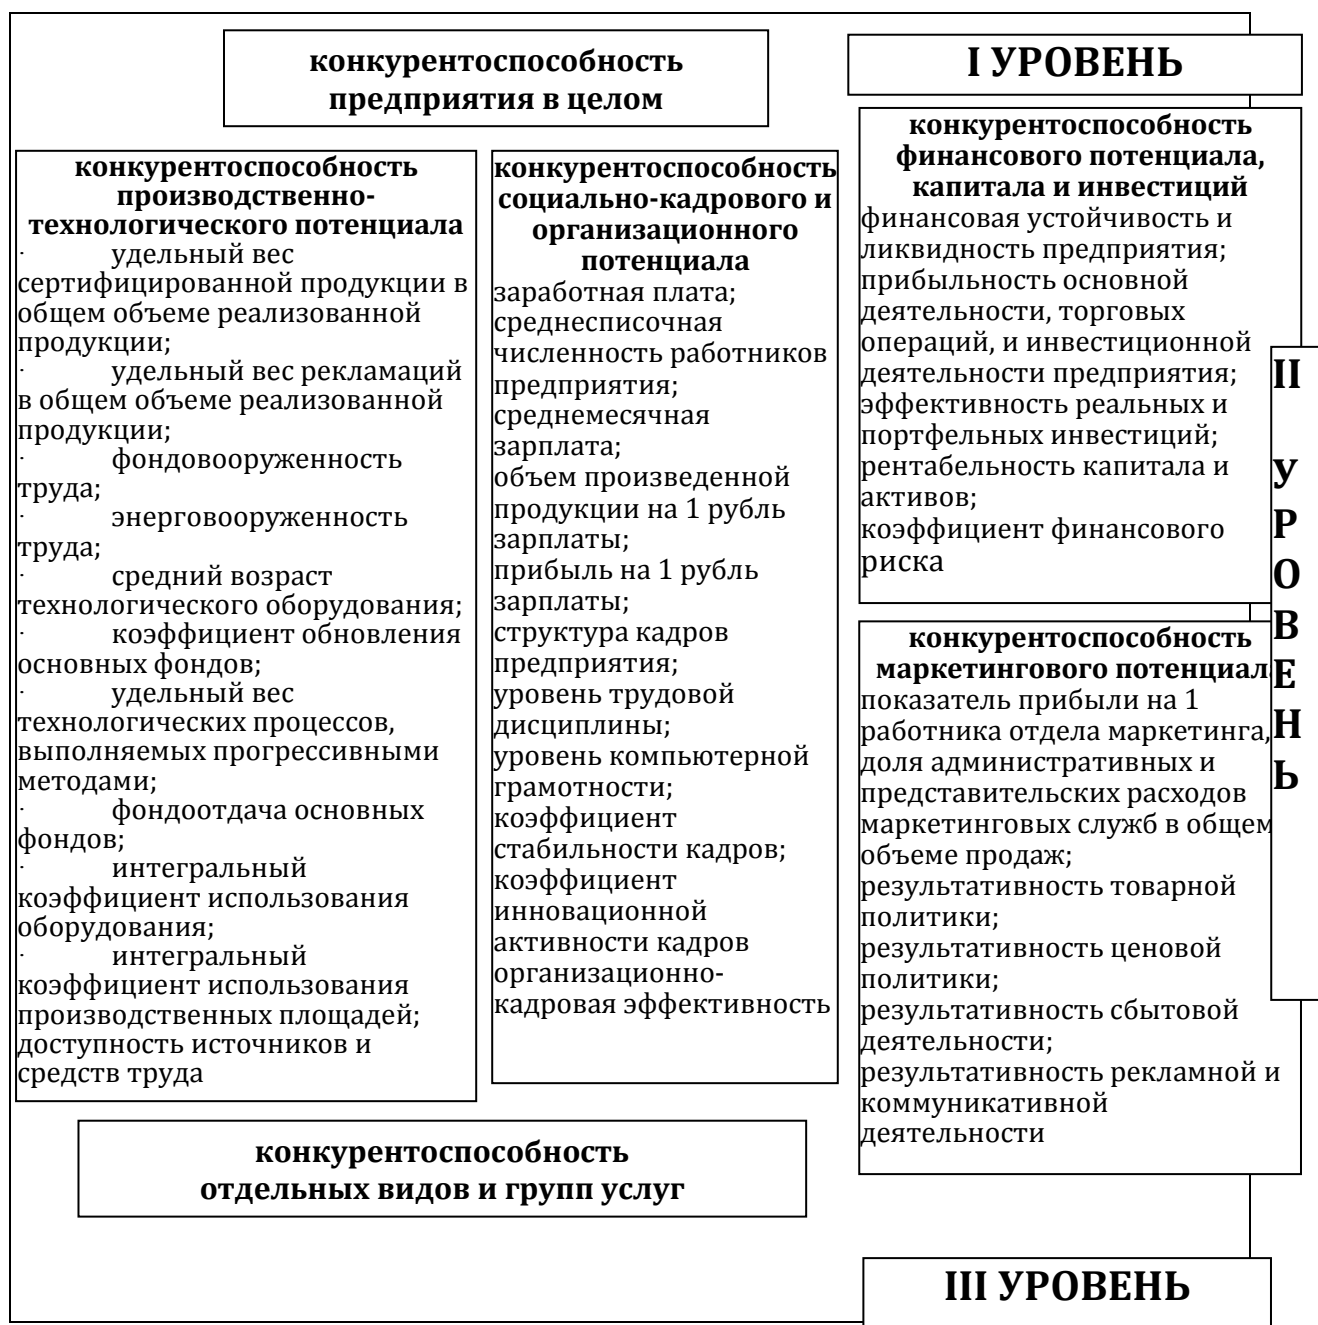 конкурентоспособность
предприятия в целом
I УРОВЕНЬ
конкурентоспособность
производственно-
технологического потенциала
· удельный вес
сертифицированной продукции в
общем объеме реализованной
продукции;
· удельный вес рекламаций
в общем объеме реализованной
продукции;
· фондовооруженность
труда;
· энерговооруженность
труда;
· средний возраст
технологического оборудования;
· коэффициент обновления
основных фондов;
· удельный вес
технологических процессов,
выполняемых прогрессивными
методами;
· фондоотдача основных
фондов;
· интегральный
коэффициент использования
оборудования;
· интегральный
коэффициент использования
производственных площадей;
доступность источников и
средств труда
конкурентоспособность
социально-кадрового и
организационного
потенциала
заработная плата;
среднесписочная
численность работников
предприятия;
среднемесячная
зарплата;
объем произведенной
продукции на 1 рубль
зарплаты;
прибыль на 1 рубль
зарплаты;
структура кадров
предприятия;
уровень трудовой
дисциплины;
уровень компьютерной
грамотности;
коэффициент
стабильности кадров;
коэффициент
инновационной
активности кадров
организационно-
кадровая эффективность
конкурентоспособность
финансового потенциала,
капитала и инвестиций
финансовая устойчивость и
ликвидность предприятия;
прибыльность основной
деятельности, торговых
операций, и инвестиционной
деятельности предприятия;
эффективность реальных и
портфельных инвестиций;
рентабельность капитала и
активов;
коэффициент финансового
риска
конкурентоспособность
маркетингового потенциал
показатель прибыли на 1
работника отдела маркетинга,
доля административных и
представительских расходов
маркетинговых служб в общем
объеме продаж;
результативность товарной
политики;
результативность ценовой
политики;
результативность сбытовой
деятельности;
результативность рекламной и
коммуникативной
деятельности
II
У
Р
О
В
Е
Н
Ь
конкурентоспособность
отдельных видов и групп услуг
III УРОВЕНЬ